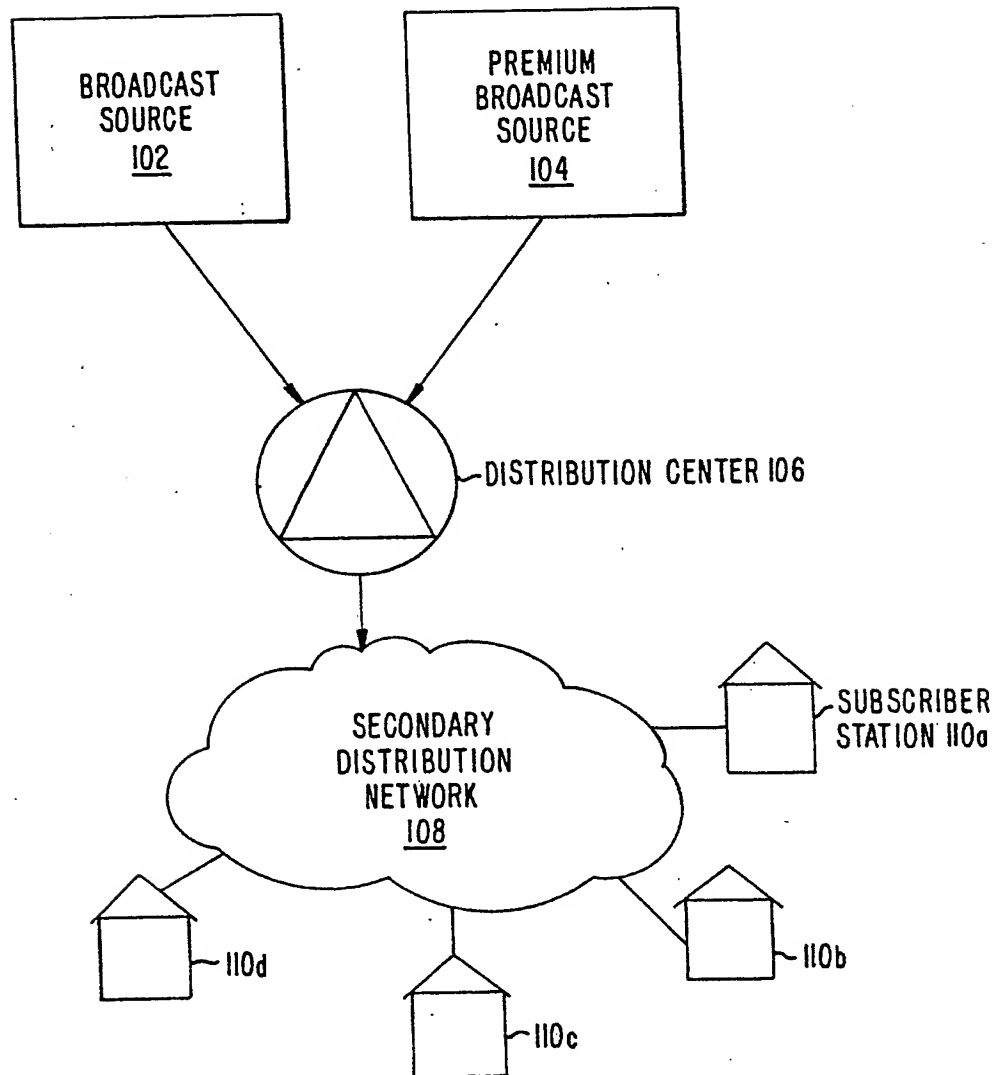 BROADCAST
SOURCE
102
PREMIUM
BROADCAST
SOURCE
104
DISTRIBUTION CENTER 106
SECONDARY
DISTRIBUTION
NETWORK
108
SUBSCRIBER
STATION 110a
110b
110c
110d